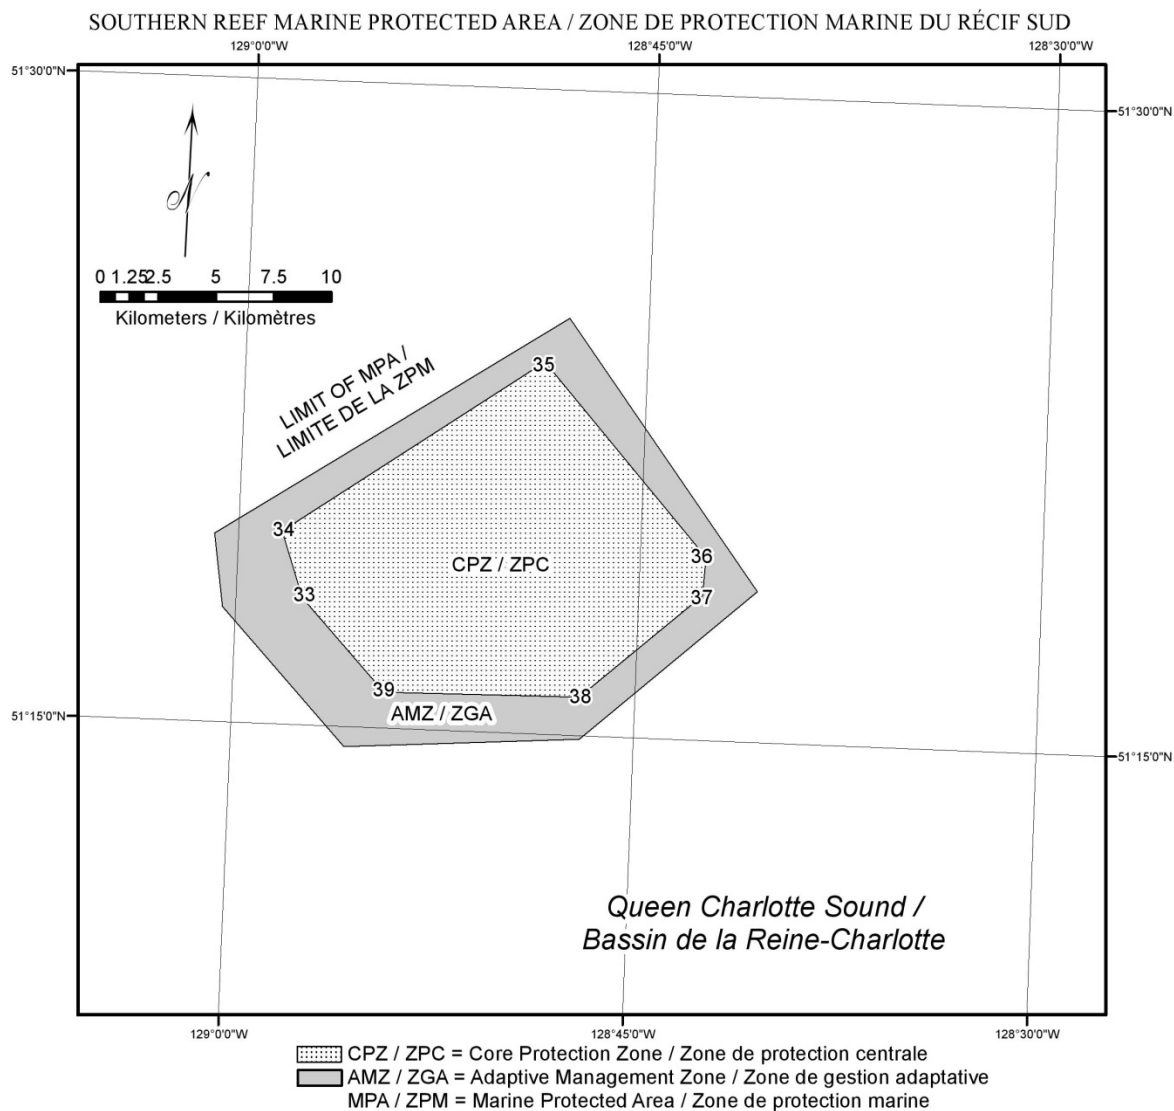 SOUTHERN REEF MARINE PROTECTED AREA / ZONE DE PROTECTION MARINE DU RÉCIF SUD
129°0'0"W
128°45'0"W
128°30'0"W
51°30'0"N
51°30'0"N
N
0 1.25 2.5 5 7.5 10
Kilometers / Kilomètres
LIMIT OF MPA /
LIMITE DE LA ZPM
35
34
36
CPZ / ZPC
33
37
39
38
AMZ / ZGA
51°15'0"N
51°15'0"N
Queen Charlotte Sound /
Bassin de la Reine-Charlotte
129°0'0"W
128°45'0"W
128°30'0"W
CPZ / ZPC = Core Protection Zone / Zone de protection centrale
AMZ / ZGA = Adaptive Management Zone / Zone de gestion adaptative
MPA / ZPM = Marine Protected Area / Zone de protection marine